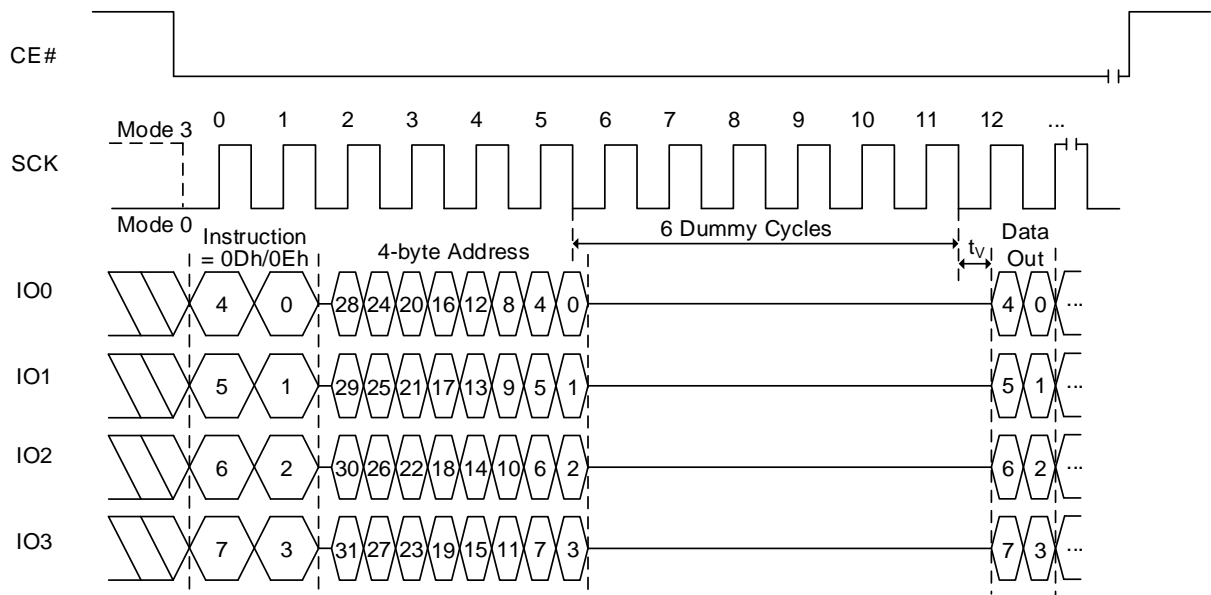 CE#
0 1 2 3 4 5 6 7 8 9 10 11 12 ...
Mode 3
SCK
Mode 0
Instruction
= 0Dh/0Eh
4-byte Address
6 Dummy Cycles
tV
Data
Out
IO0 4 0 28 24 20 16 12 8 4 0 4 0 ...
IO1 5 1 29 25 21 17 13 9 5 1 5 1 ...
IO2 6 2 30 26 22 18 14 10 6 2 6 2 ...
IO3 7 3 31 27 23 19 15 11 7 3 7 3 ...